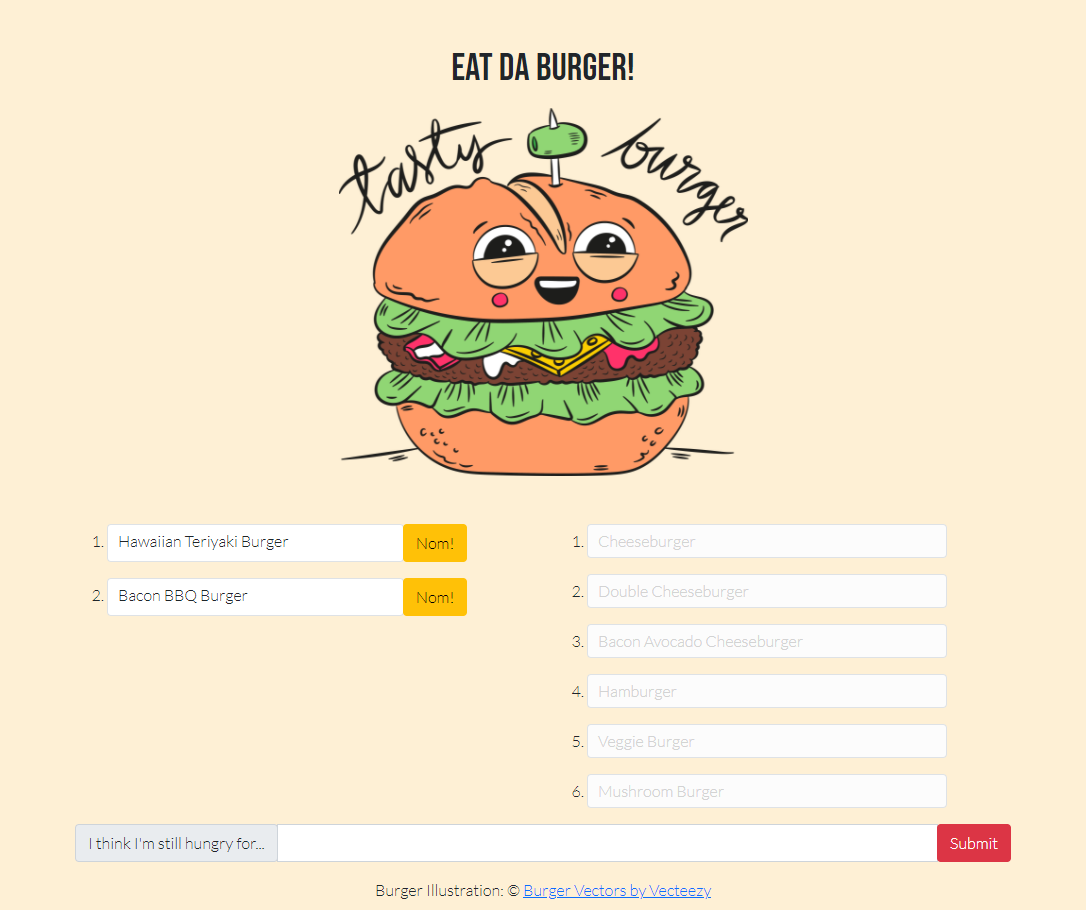 EAT DA BURGER!
tasty burger
1. Hawaiian Teriyaki Burger Nom!
2. Bacon BBQ Burger Nom!
1. Cheeseburger
2. Double Cheeseburger
3. Bacon Avocado Cheeseburger
4. Hamburger
5. Veggie Burger
6. Mushroom Burger
I think I'm still hungry for... Submit
Burger Illustration: © Burger Vectors by Vecteezy